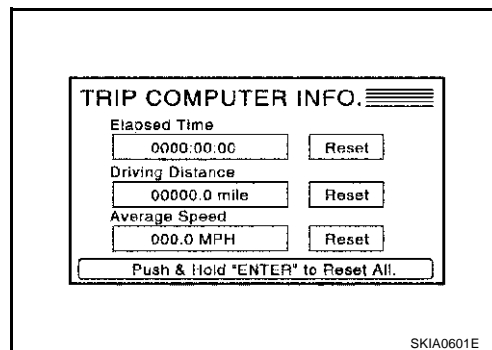 TRIP COMPUTER INFO.
Elapsed Time
0000:00:00 Reset
Driving Distance
00000.0 mile Reset
Average Speed
000.0 MPH Reset
Push & Hold "ENTER" to Reset All.
SKIA0601E